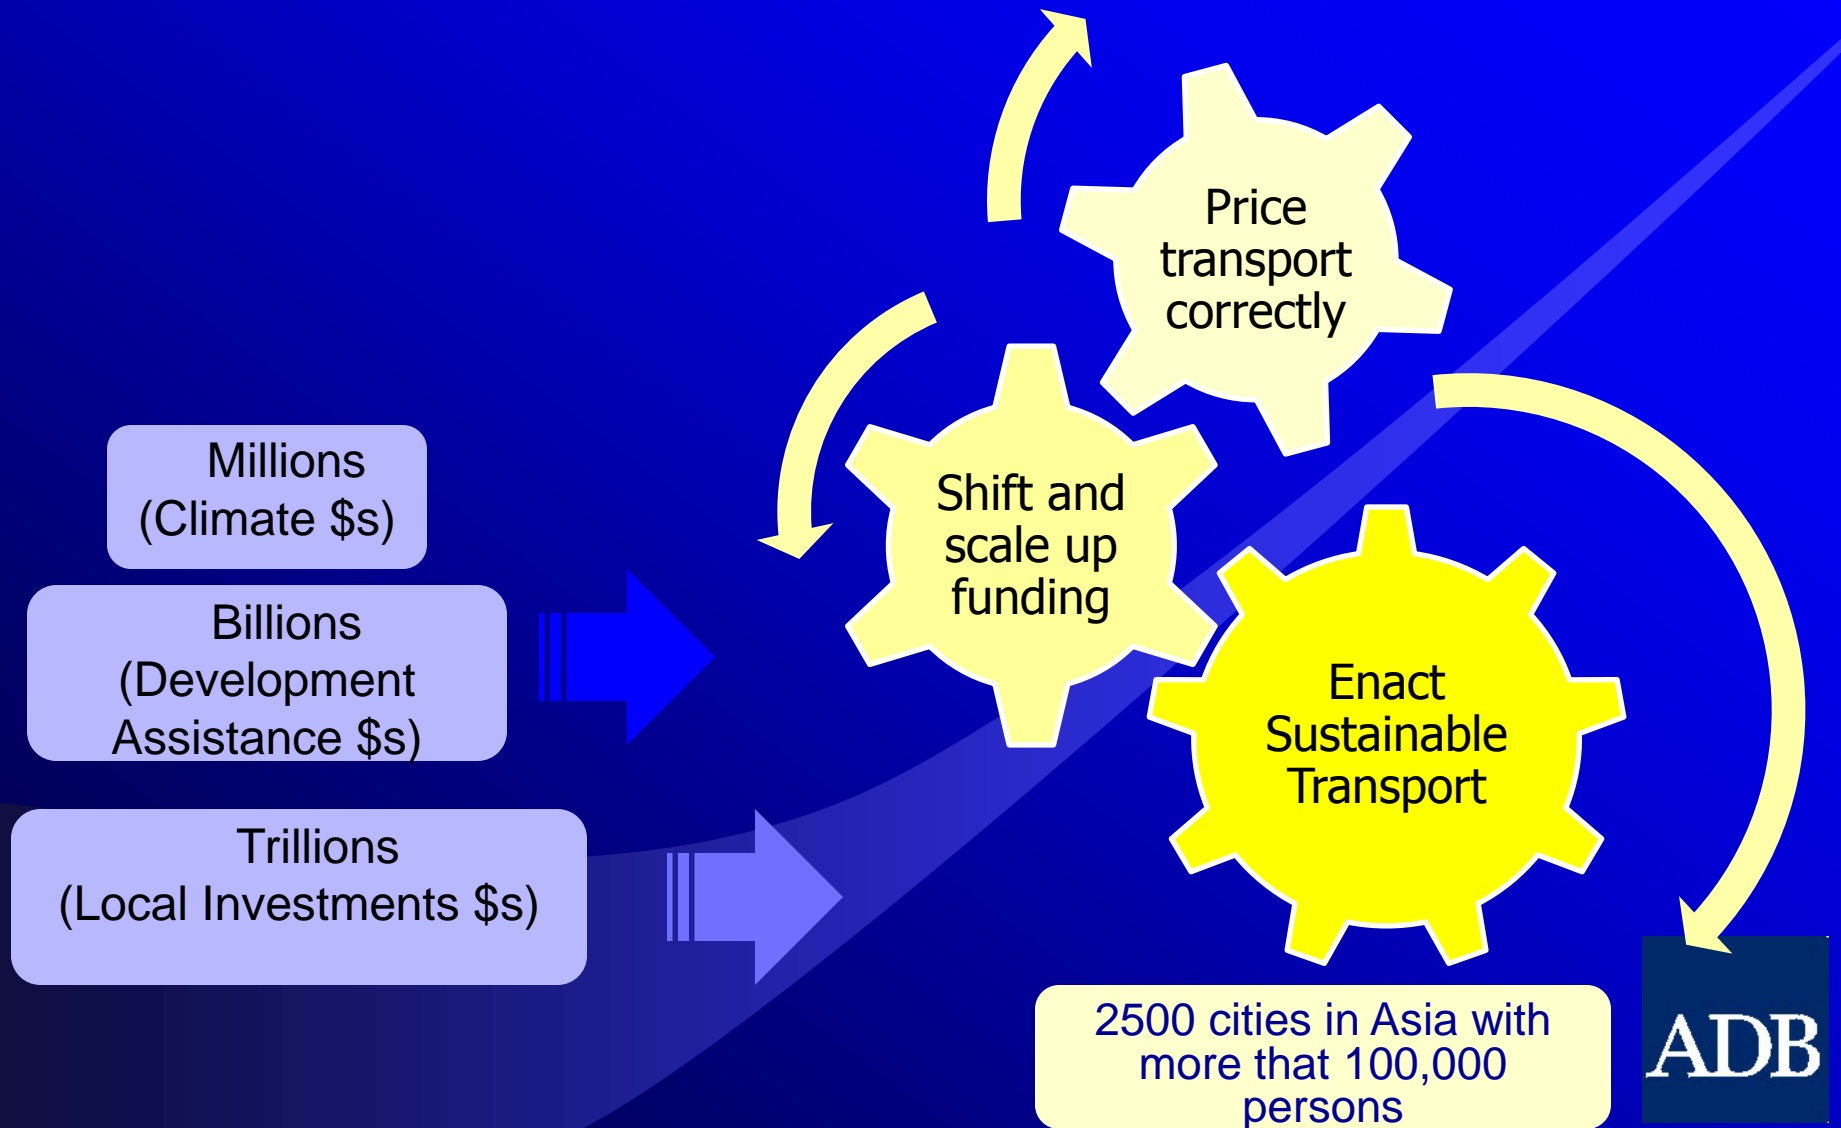 Price
transport
correctly
Shift and
scale up
funding
Enact
Sustainable
Transport
Millions
(Climate $s)
Billions
(Development
Assistance $s)
Trillions
(Local Investments $s)
2500 cities in Asia with
more that 100,000
persons
ADB